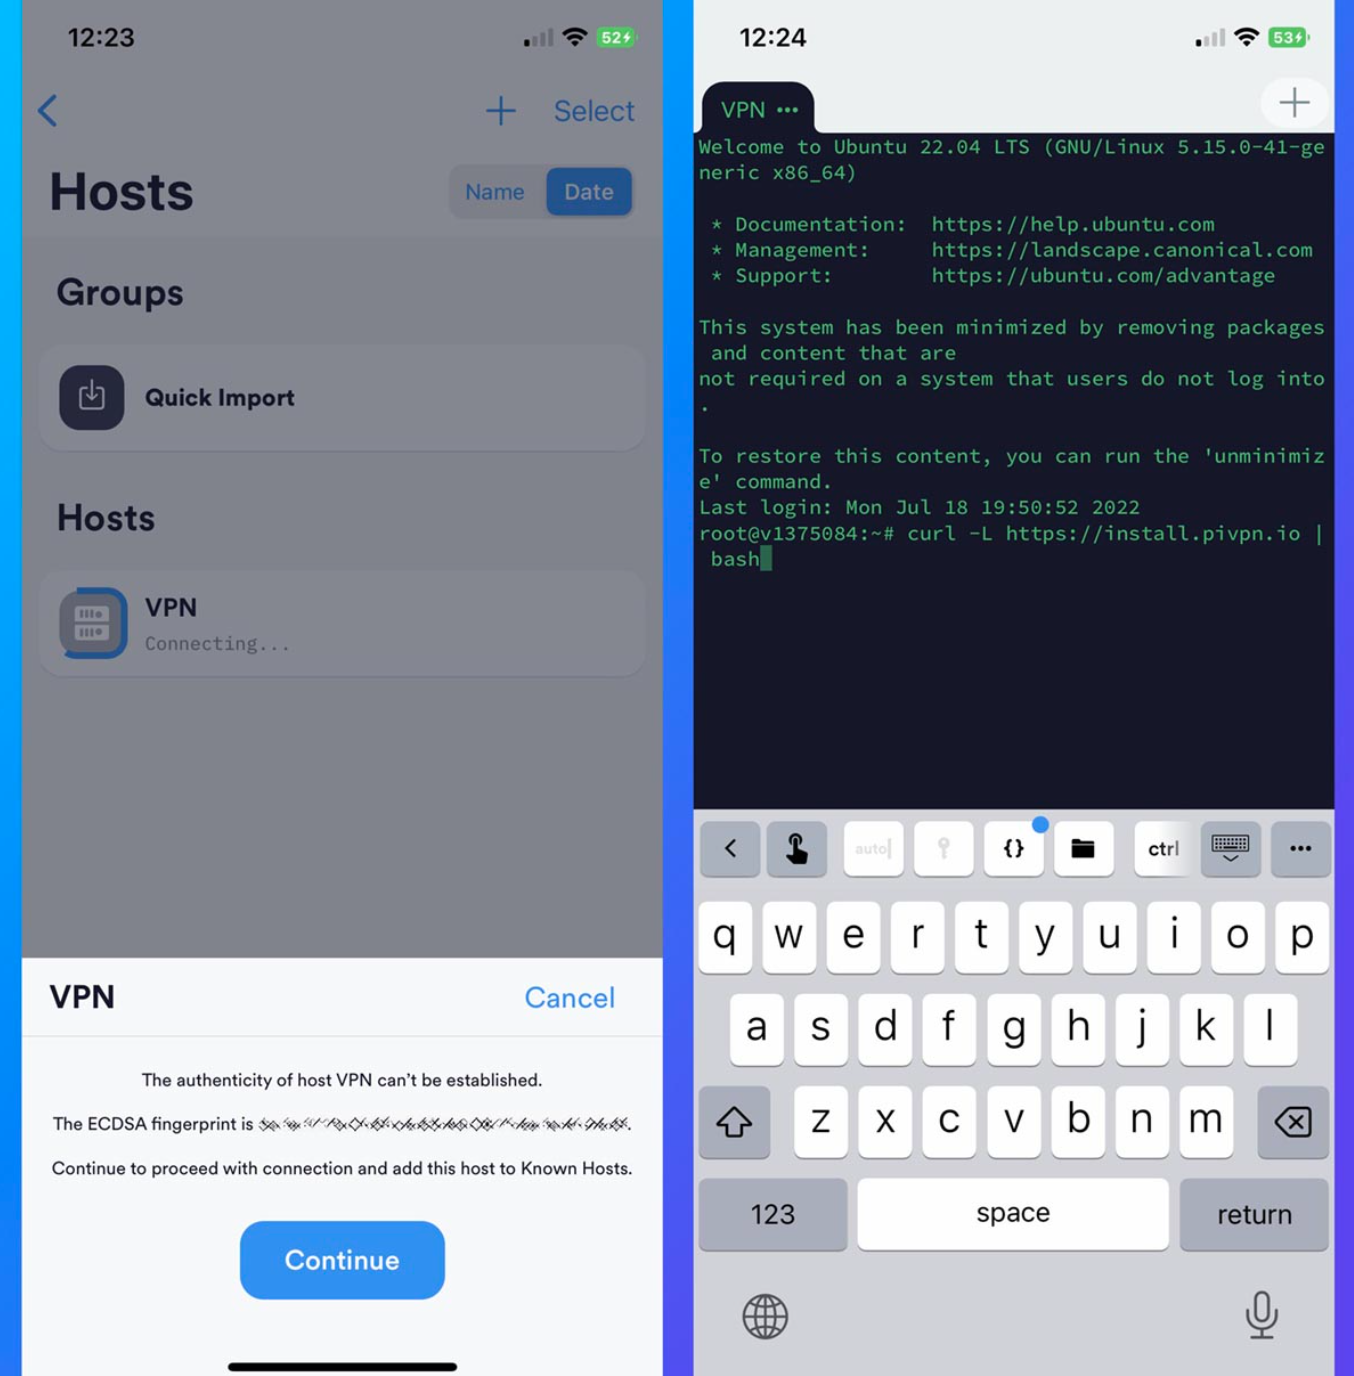 12:23
52
Select
Hosts
Name
Date
Groups
Quick Import
Hosts
VPN
Connecting...
VPN
Cancel
The authenticity of host VPN can't be established.
The ECDSA fingerprint is
Continue to proceed with connection and add this host to Known Hosts.
Continue
12:24
53
VPN •••
Welcome to Ubuntu 22.04 LTS (GNU/Linux 5.15.0-41-ge
neric x86_64)
* Documentation: https://help.ubuntu.com
* Management: https://landscape.canonical.com
* Support: https://ubuntu.com/advantage
This system has been minimized by removing packages
and content that are
not required on a system that users do not log into
.
To restore this content, you can run the 'unminimiz
e' command.
Last login: Mon Jul 18 19:50:52 2022
root@v1375084:~# curl -L https://install.pivpn.io |
bash
auto {} ctrl •••
q w e r t y u i o p
a s d f g h j k l
z x c v b n m
123 space return